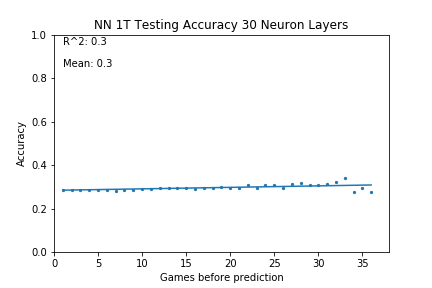 NN 1T Testing Accuracy 30 Neuron Layers
R^2: 0.3
Mean: 0.3
Accuracy
1.0
0.8
0.6
0.4
0.2
0.0
0 5 10 15 20 25 30 35
Games before prediction